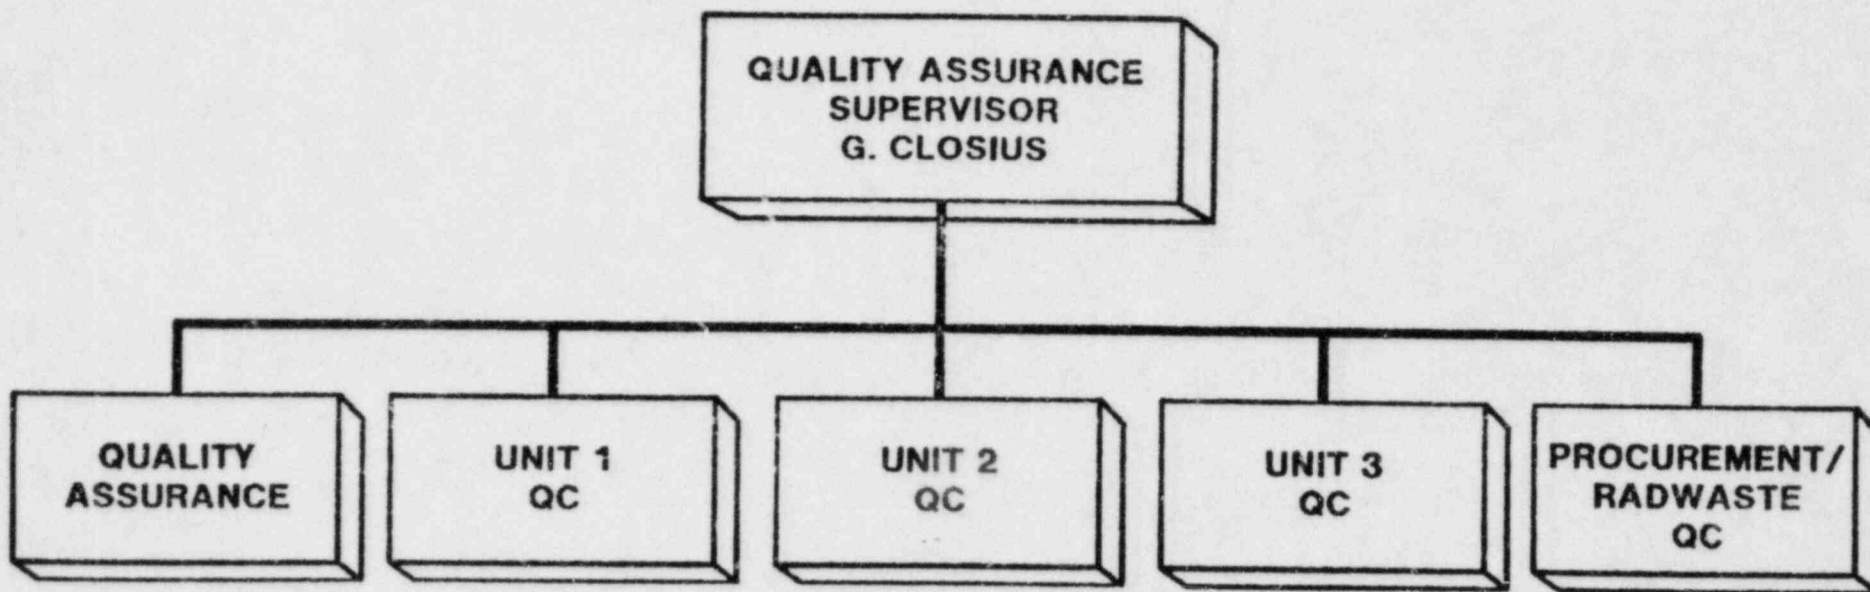 QUALITY ASSURANCE
SUPERVISOR
G. CLOSIUS
QUALITY
ASSURANCE
UNIT 1
QC
UNIT 2
QC
UNIT 3
QC
PROCUREMENT/
RADWASTE
QC